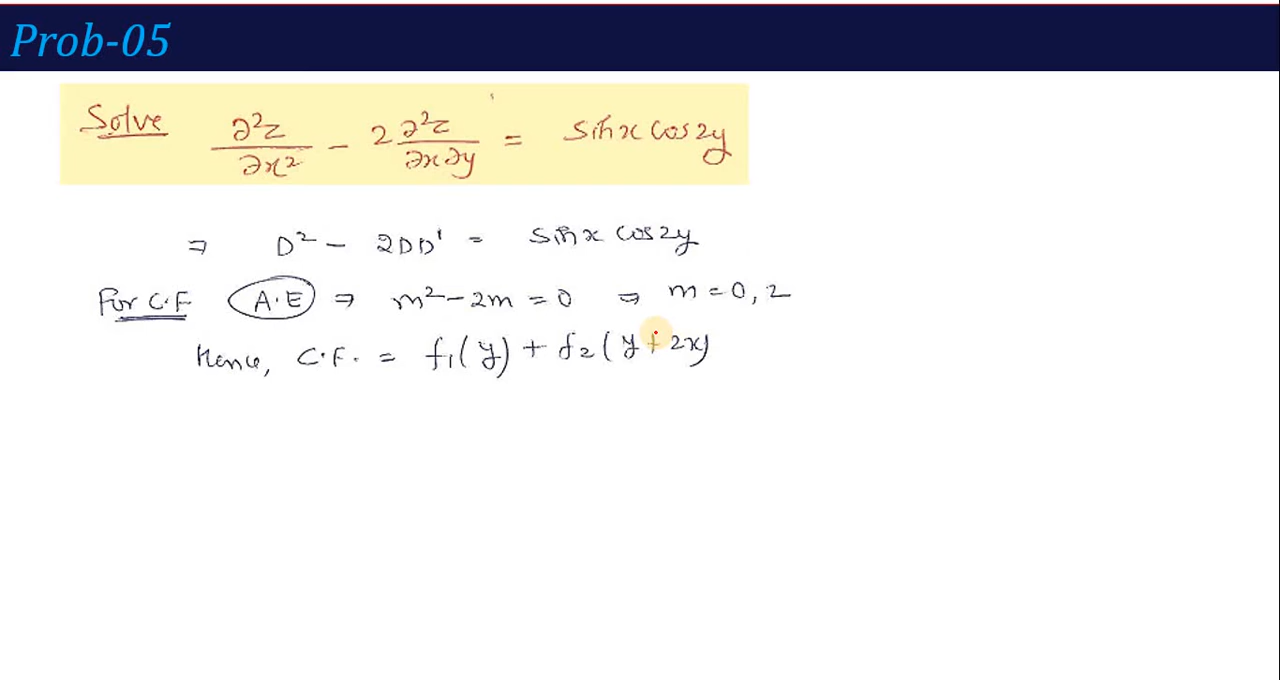 Prob-05
Solve ∂²z/∂x² - 2 ∂²z/∂x∂y = sin x cos 2y
⇒ D² - 2DD' = sin x cos 2y
For C.F A.E ⇒ m² - 2m = 0 ⇒ m = 0, 2
Hence, C.F. = f₁(y) + f₂(y + 2x)